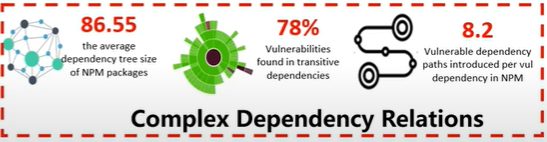 86.55
the average
dependency tree size
of NPM packages
78%
Vulnerabilities
found in transitive
dependencies
8.2
Vulnerable dependency
paths introduced per vul
dependency in NPM
Complex Dependency Relations